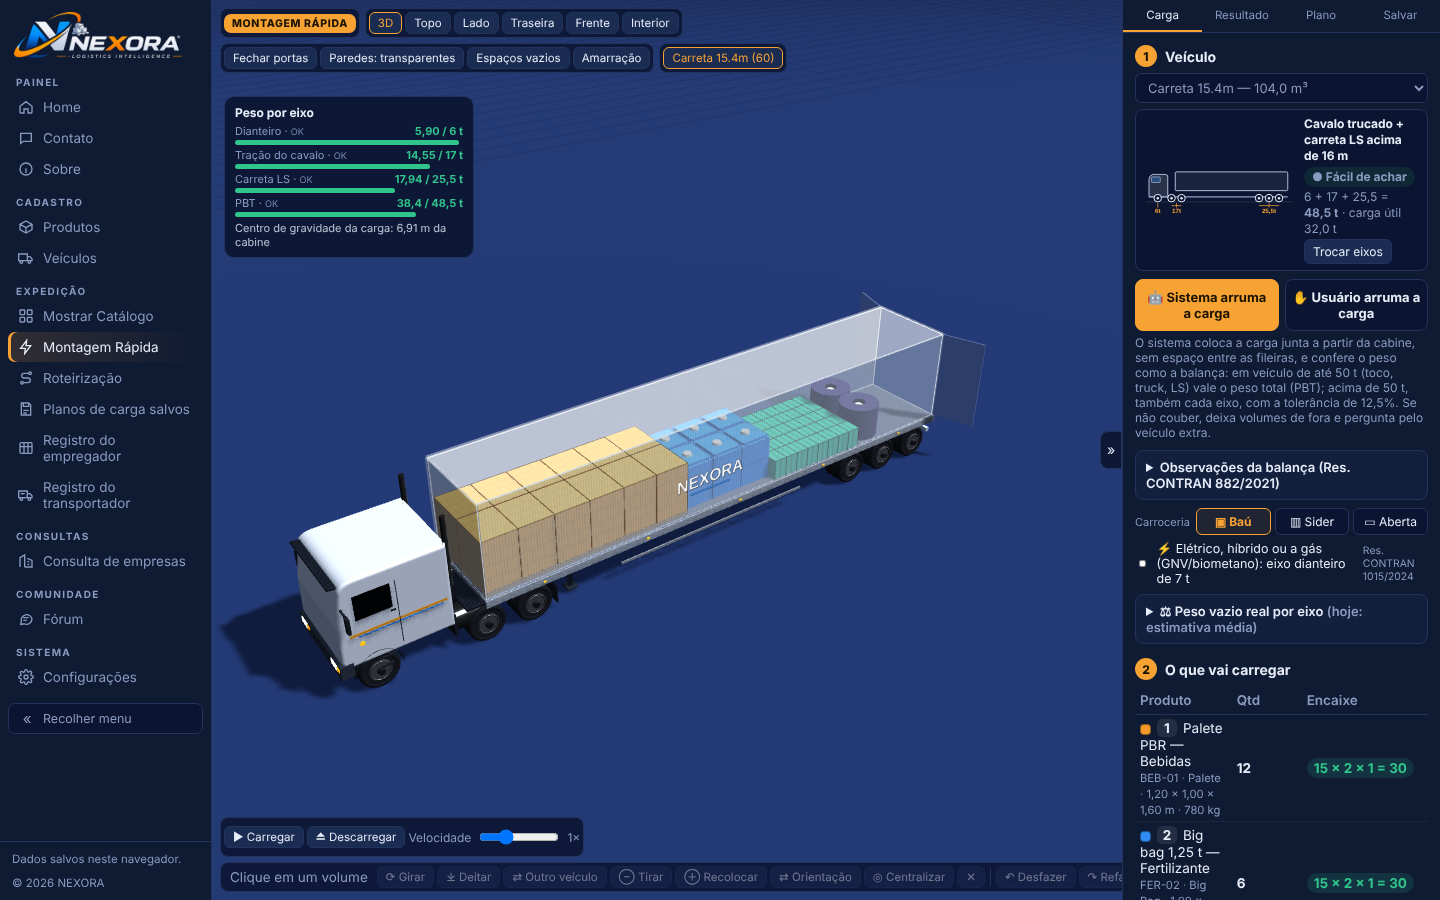 NEXORA
LOGISTICS INTELLIGENCE
PAINEL
Home
Contato
Sobre
CADASTRO
Produtos
Veículos
EXPEDIÇÃO
Mostrar Catálogo
Montagem Rápida
Roteirização
Planos de carga salvos
Registro do
empregador
Registro do
transportador
CONSULTAS
Consulta de empresas
COMUNIDADE
Fórum
SISTEMA
Configurações
« Recolher menu
Dados salvos neste navegador.
© 2026 NEXORA
MONTAGEM RÁPIDA 3D Topo Lado Traseira Frente Interior
Fechar portas Paredes: transparentes Espaços vazios Amarração Carreta 15.4m (60)
Peso por eixo
Dianteiro · OK 5,90 / 6 t
Tração do cavalo · OK 14,55 / 17 t
Carreta LS · OK 17,94 / 25,5 t
PBT · OK 38,4 / 48,5 t
Centro de gravidade da carga: 6,91 m da
cabine
NEXORA
»
▶ Carregar ⏏ Descarregar Velocidade 1×
Clique em um volume ⟳ Girar Deitar ⇄ Outro veículo Tirar Recolocar ⇄ Orientação ◎ Centralizar ✕ ↶ Desfazer ↷ Refa
Carga Resultado Plano Salvar
1 Veículo
Carreta 15.4m — 104,0 m³
6t 17t 25,5t
Cavalo trucado +
carreta LS acima
de 16 m
● Fácil de achar
6 + 17 + 25,5 =
48,5 t · carga útil
32,0 t
Trocar eixos
🤖 Sistema arruma
a carga
✋ Usuário arruma a
carga
O sistema coloca a carga junta a partir da cabine,
sem espaço entre as fileiras, e confere o peso
como a balança: em veículo de até 50 t (toco,
truck, LS) vale o peso total (PBT); acima de 50 t,
também cada eixo, com a tolerância de 12,5%. Se
não couber, deixa volumes de fora e pergunta pelo
veículo extra.
▶ Observações da balança (Res.
CONTRAN 882/2021)
Carroceria ▣ Baú ▥ Sider ▭ Aberta
⚡ Elétrico, híbrido ou a gás
(GNV/biometano): eixo dianteiro
de 7 t
Res.
CONTRAN
1015/2024
▶ ⚖ Peso vazio real por eixo (hoje:
estimativa média)
2 O que vai carregar
Produto Qtd Encaixe
1 Palete
PBR —
Bebidas
BEB-01 · Palete
· 1,20 × 1,00 ×
1,60 m · 780 kg
12
15 × 2 × 1 = 30
2 Big
bag 1,25 t —
Fertilizante
FER-02 · Big
6
15 × 2 × 1 = 30